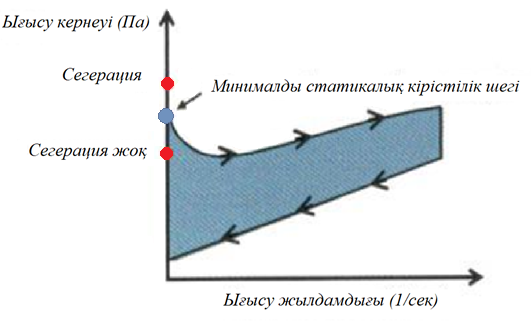 Ығысу кернеуі (Па)
Сегерация
Минималды статикалық кірістілік шегі
Сегерация жоқ
Ығысу жылдамдығы (1/сек)